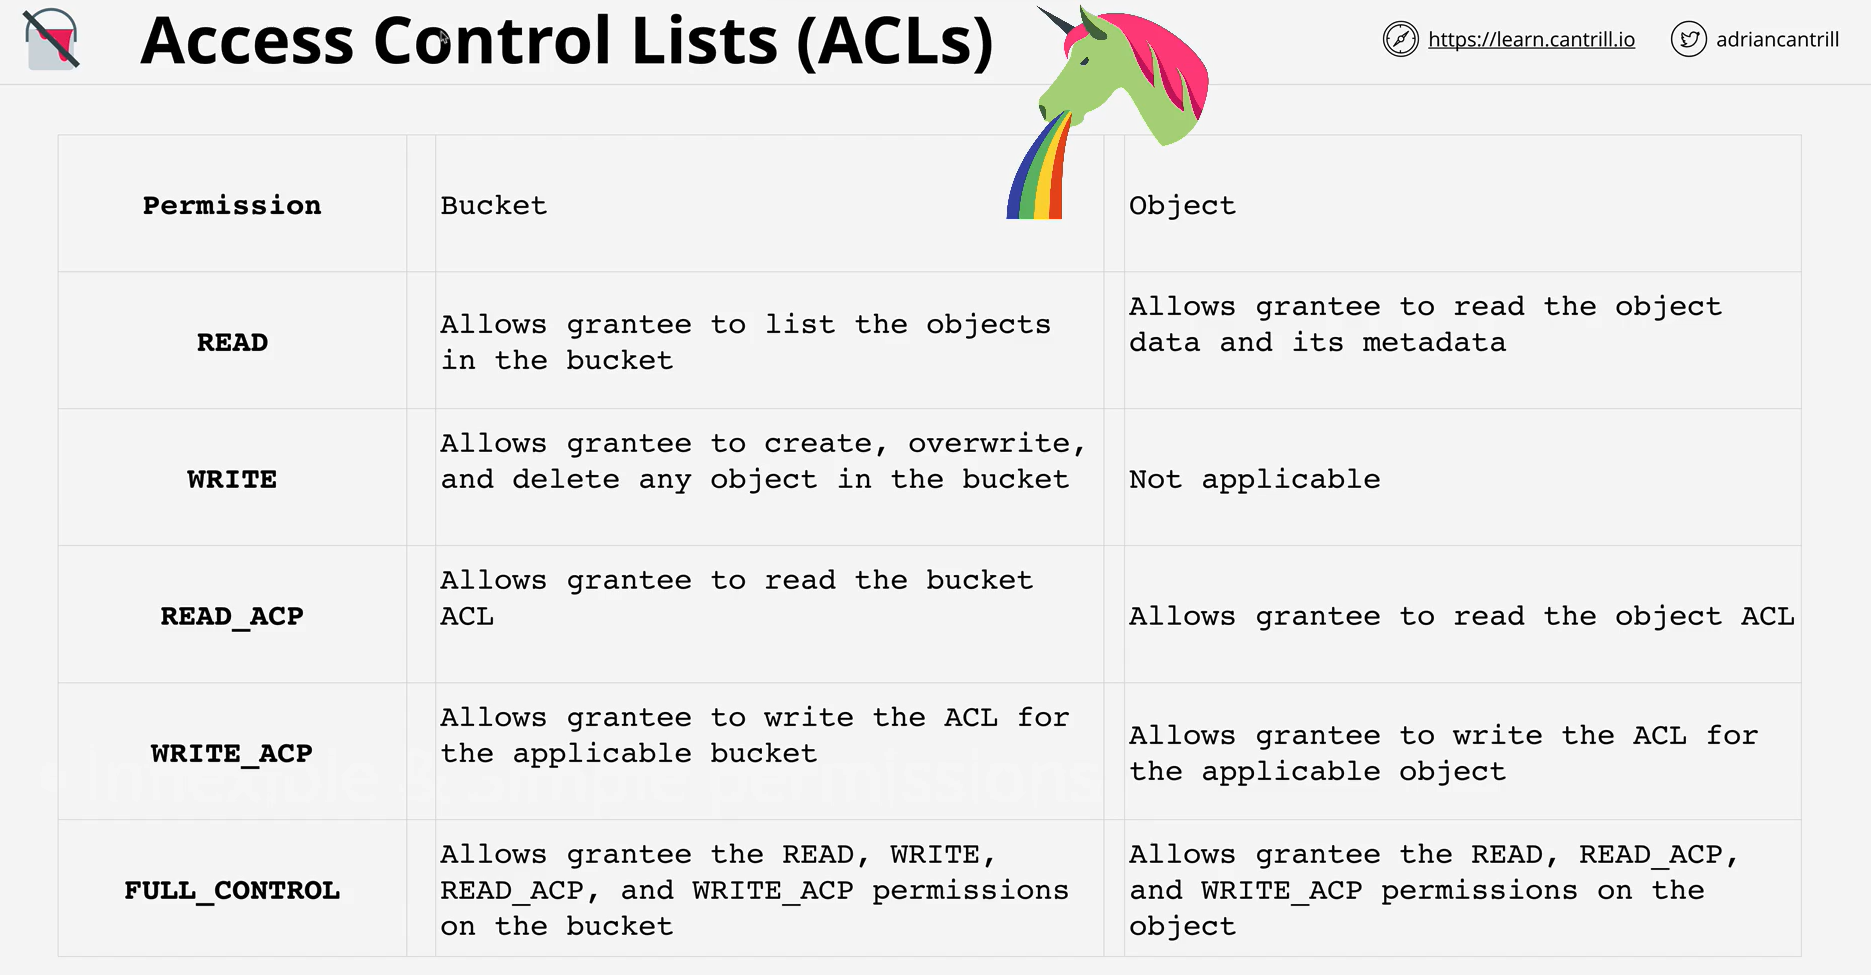 Access Control Lists (ACLs)
https://learn.cantrill.io
adriancantrill
Permission
Bucket
Object
READ
Allows grantee to list the objects
in the bucket
Allows grantee to read the object
data and its metadata
WRITE
Allows grantee to create, overwrite,
and delete any object in the bucket
Not applicable
READ_ACP
Allows grantee to read the bucket
ACL
Allows grantee to read the object ACL
WRITE_ACP
Allows grantee to write the ACL for
the applicable bucket
Allows grantee to write the ACL for
the applicable object
• Inflexible & Simple permissions
FULL_CONTROL
Allows grantee the READ, WRITE,
READ_ACP, and WRITE_ACP permissions
on the bucket
Allows grantee the READ, READ_ACP,
and WRITE_ACP permissions on the
object